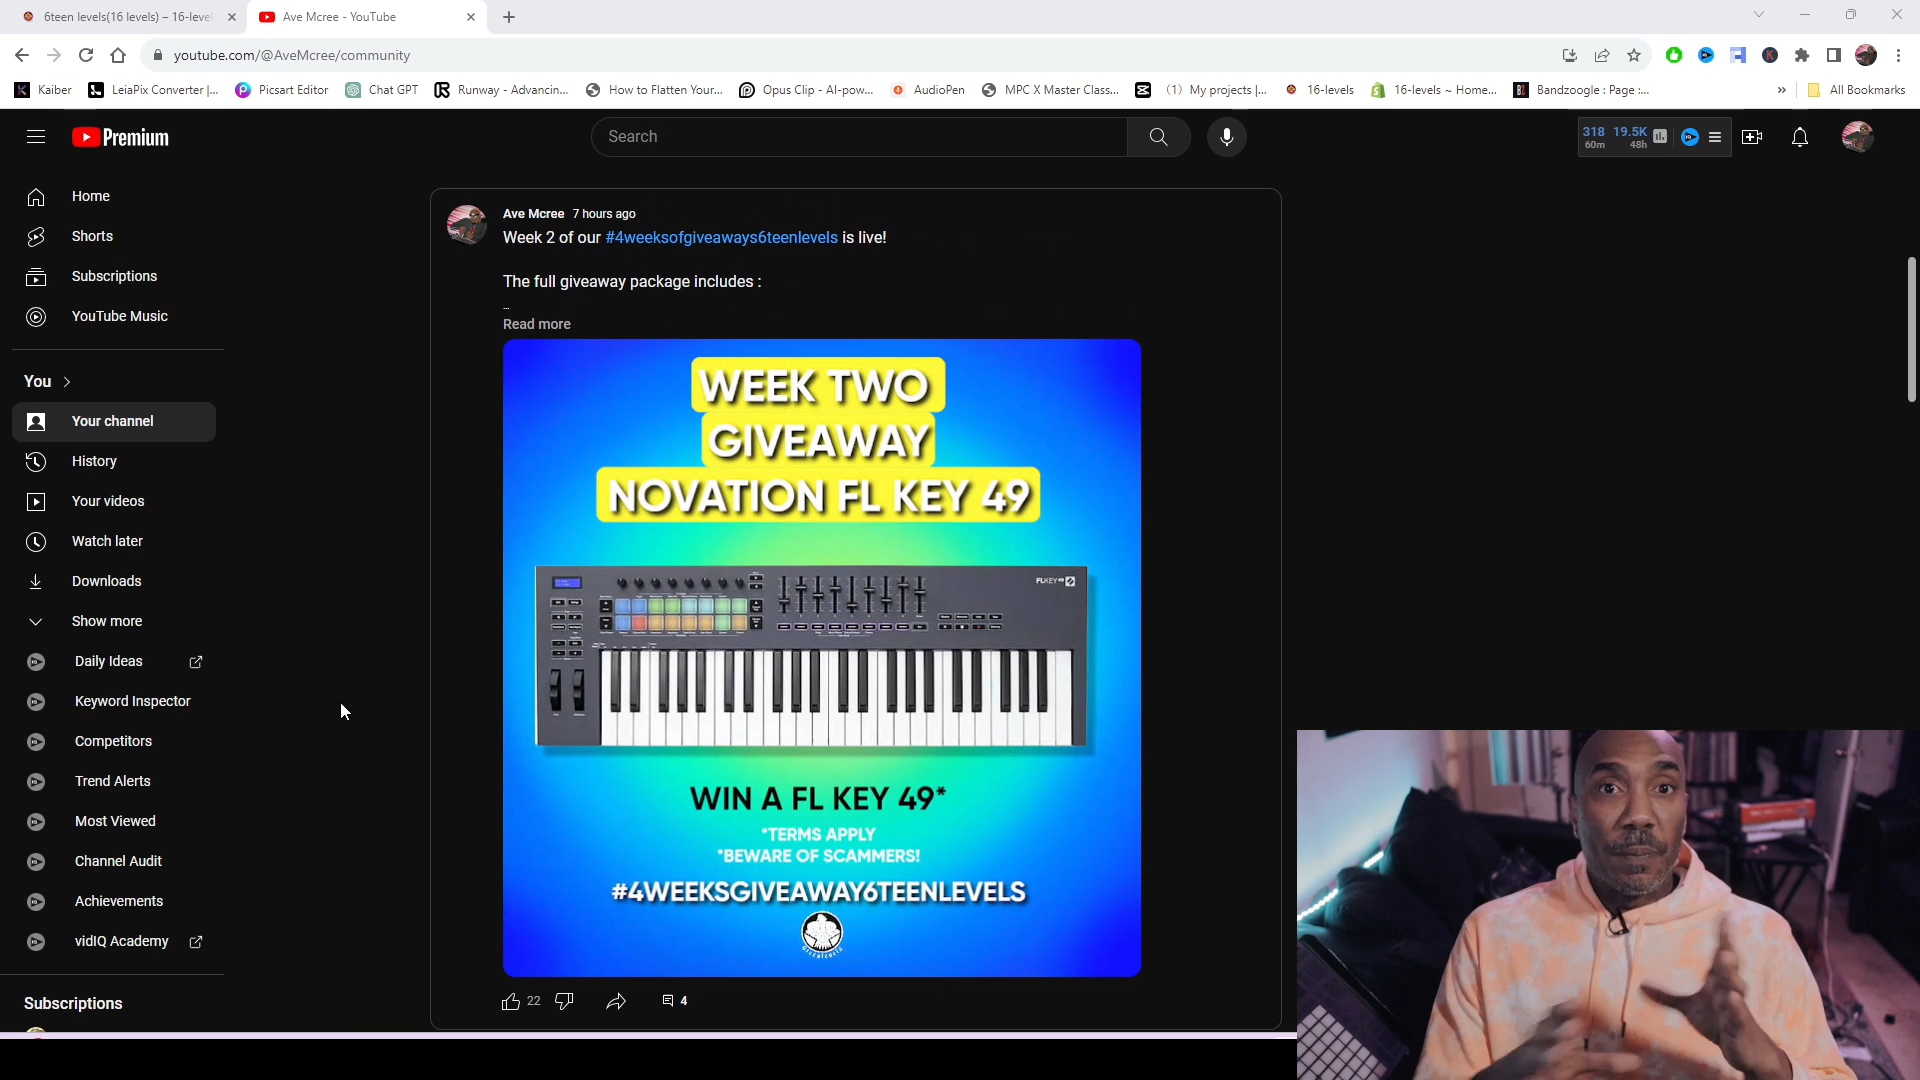 6teen levels(16 levels) – 16-leve
Ave Mcree - YouTube
youtube.com/@AveMcree/community
Kaiber
LeiaPix Converter |...
Picsart Editor
Chat GPT
Runway - Advancin...
How to Flatten Your...
Opus Clip - AI-pow...
AudioPen
MPC X Master Class...
(1) My projects |...
16-levels
16-levels ~ Home...
Bandzoogle : Page :...
»
All Bookmarks
Premium
Search
318 19.5K
60m 48h
Home
Shorts
Subscriptions
YouTube Music
You
Your channel
History
Your videos
Watch later
Downloads
Show more
Daily Ideas
Keyword Inspector
Competitors
Trend Alerts
Most Viewed
Channel Audit
Achievements
vidIQ Academy
Subscriptions
Ave Mcree 7 hours ago
Week 2 of our #4weeksofgiveaways6teenlevels is live!
The full giveaway package includes :
...
Read more
WEEK TWO
GIVEAWAY
NOVATION FL KEY 49
FLKEY 49
WIN A FL KEY 49*
*TERMS APPLY
*BEWARE OF SCAMMERS!
#4WEEKSGIVEAWAY6TEENLEVELS
6teenlevels
22
4